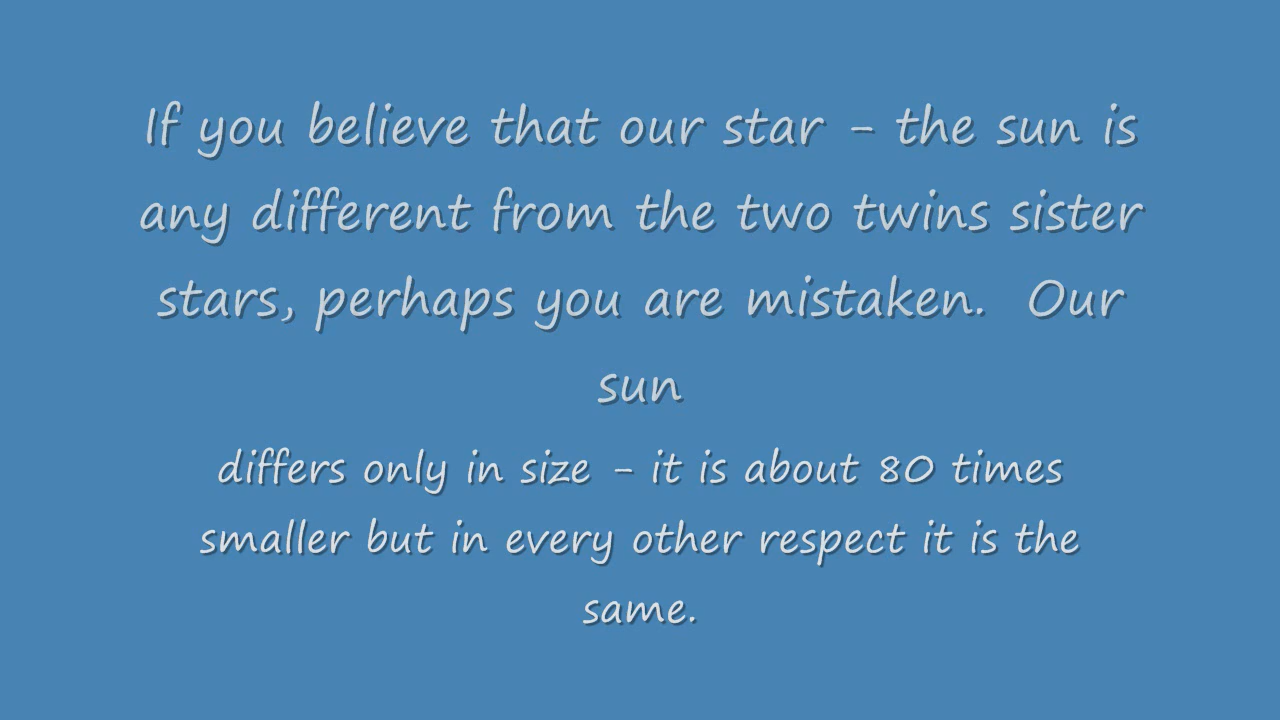 If you believe that our star - the sun is
any different from the two twins sister
stars, perhaps you are mistaken.  Our
sun
differs only in size - it is about 80 times
smaller but in every other respect it is the
same.